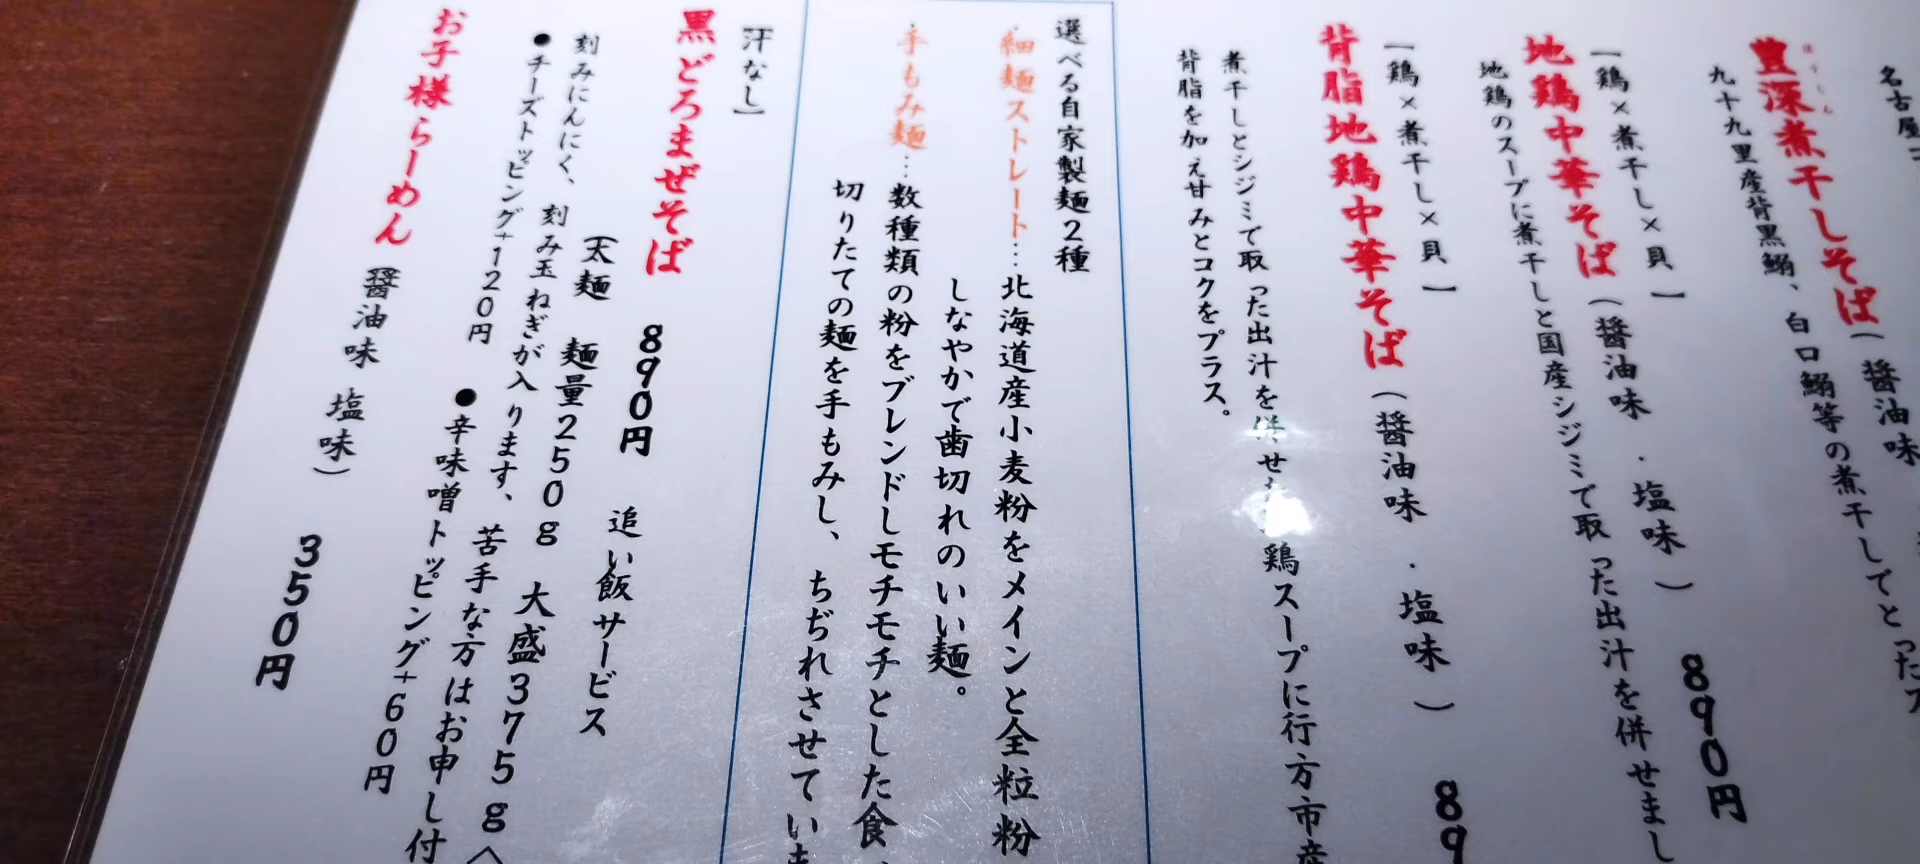 名古屋コ
豊深煮干しそば（醤油味
九十九里産背黒鰯、白口鰯等の煮干しでとったス
【鶏×煮干し×貝】
地鶏中華そば（醤油味・塩味）890円
地鶏のスープに煮干しと国産シジミで取った出汁を併せまし
【鶏×煮干し×貝】
背脂地鶏中華そば（醤油味・塩味）89
煮干しとシジミで取った出汁を併せた鶏スープに行方市産
背脂を加え甘みとコクをプラス。
選べる自家製麺2種
細麺ストレート…北海道産小麦粉をメインと全粒粉
しなやかで歯切れのいい麺。
手もみ麺…数種類の粉をブレンドしモチモチとした食
切りたての麺を手もみし、ちぢれさせていま
【汁なし】
黒どろまぜそば 890円 追い飯サービス
（太麺 麺量250g 大盛375g
刻みにんにく、刻み玉ねぎが入ります、苦手な方はお申し付
●チーズトッピング+120円 ●辛味噌トッピング+60円
お子様らーめん（醤油味 塩味）350円